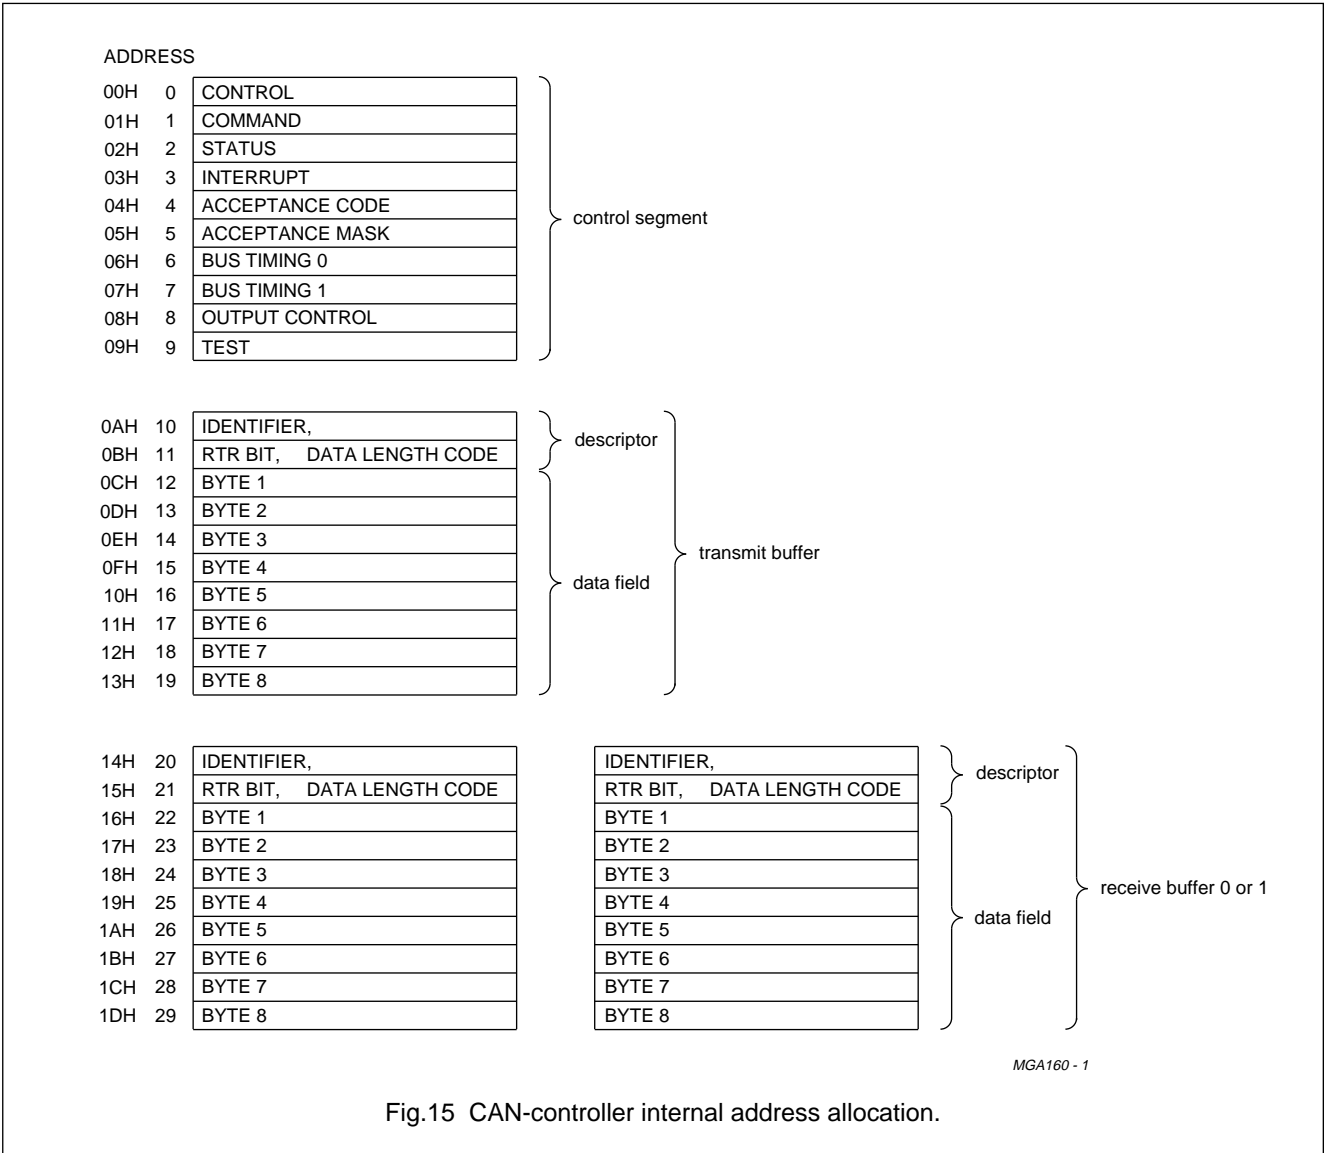 ADDRESS
00H 0 CONTROL
01H 1 COMMAND
02H 2 STATUS
03H 3 INTERRUPT
04H 4 ACCEPTANCE CODE
05H 5 ACCEPTANCE MASK
06H 6 BUS TIMING 0
07H 7 BUS TIMING 1
08H 8 OUTPUT CONTROL
09H 9 TEST
control segment
0AH 10 IDENTIFIER,
0BH 11 RTR BIT, DATA LENGTH CODE
0CH 12 BYTE 1
0DH 13 BYTE 2
0EH 14 BYTE 3
0FH 15 BYTE 4
10H 16 BYTE 5
11H 17 BYTE 6
12H 18 BYTE 7
13H 19 BYTE 8
descriptor
data field
transmit buffer
14H 20 IDENTIFIER, IDENTIFIER,
15H 21 RTR BIT, DATA LENGTH CODE RTR BIT, DATA LENGTH CODE
16H 22 BYTE 1 BYTE 1
17H 23 BYTE 2 BYTE 2
18H 24 BYTE 3 BYTE 3
19H 25 BYTE 4 BYTE 4
1AH 26 BYTE 5 BYTE 5
1BH 27 BYTE 6 BYTE 6
1CH 28 BYTE 7 BYTE 7
1DH 29 BYTE 8 BYTE 8
descriptor
data field
receive buffer 0 or 1
MGA160 - 1
Fig.15 CAN-controller internal address allocation.